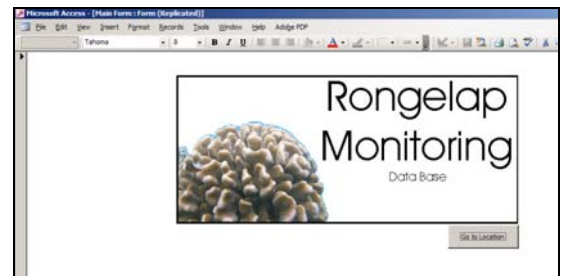 Microsoft Access - [Main Form : Form (Replicated)]
File Edit View Insert Format Records Tools Window Help Adobe PDF
Tahoma 8 B I U
Rongelap
Monitoring
Data Base
Go to Location